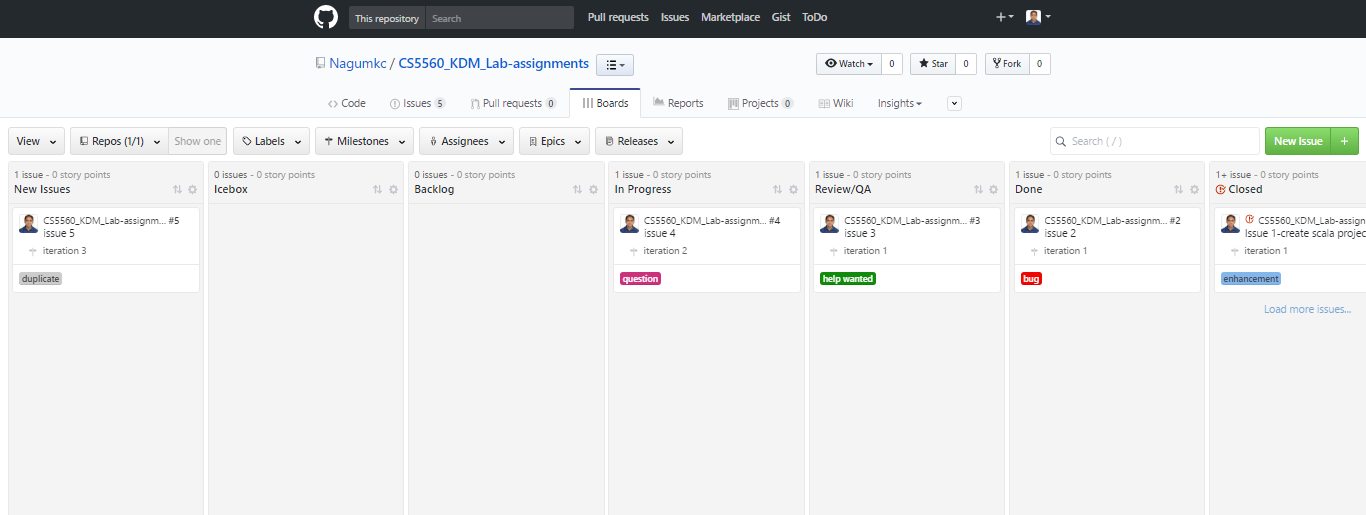 This repository Search Pull requests Issues Marketplace Gist ToDo
Nagumkc / CS5560_KDM_Lab-assignments
Watch 0 Star 0 Fork 0
Code Issues 5 Pull requests 0 Boards Reports Projects 0 Wiki Insights
View Repos (1/1) Show one Labels Milestones Assignees Epics Releases Search ( / ) New Issue +
1 issue - 0 story points
New Issues
CS5560_KDM_Lab-assignm... #5
issue 5
iteration 3
duplicate
0 issues - 0 story points
Icebox
0 issues - 0 story points
Backlog
1 issue - 0 story points
In Progress
CS5560_KDM_Lab-assignm... #4
issue 4
iteration 2
question
1 issue - 0 story points
Review/QA
CS5560_KDM_Lab-assignm... #3
issue 3
iteration 1
help wanted
1 issue - 0 story points
Done
CS5560_KDM_Lab-assignm... #2
issue 2
iteration 1
bug
1+ issue - 0 story points
Closed
CS5560_KDM_Lab-assign
Issue 1-create scala projec
iteration 1
enhancement
Load more issues...